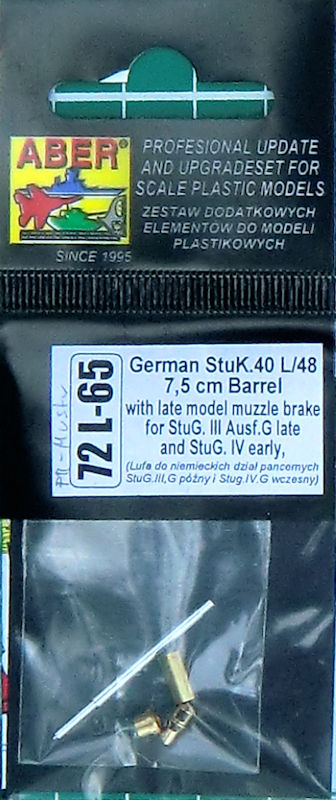 ABER®
PROFESIONAL UPDATE
AND UPGRADESET FOR
SCALE PLASTIC MODELS
ZESTAW DODATKOWYCH
ELEMENTÓW DO MODELI
PLASTIKOWYCH
SINCE 1995
72 L-65
German StuK.40 L/48
7,5 cm Barrel
with late model muzzle brake
for StuG. III Ausf.G late
and StuG. IV early,
(Lufa do niemieckich dział pancernych
StuG.III,G późny i Stug.IV.G wczesny)